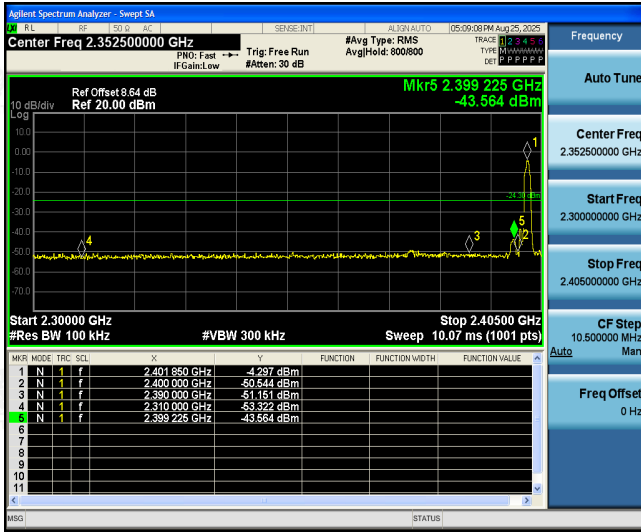 Agilent Spectrum Analyzer - Swept SA
RL RF 50 Ω AC SENSE:INT ALIGN AUTO 05:09:08 PM Aug 25, 2025
Center Freq 2.352500000 GHz
PNO: Fast
IFGain:Low
Trig: Free Run
#Atten: 30 dB
#Avg Type: RMS
Avg|Hold: 800/800
TRACE 1 2 3 4 5 6
TYPE M
DET P P P P P P
Frequency
Auto Tune
Center Freq
2.352500000 GHz
Start Freq
2.300000000 GHz
Stop Freq
2.405000000 GHz
CF Step
10.500000 MHz
Auto Man
Freq Offset
0 Hz
Mkr5 2.399 225 GHz
-43.564 dBm
Ref Offset 8.64 dB
Ref 20.00 dBm
10 dB/div
Log
10.0
0.00
-10.0
-20.0
-30.0
-40.0
-50.0
-60.0
-70.0
1
5
2
3
4
Start 2.30000 GHz
Stop 2.40500 GHz
#Res BW 100 kHz
#VBW 300 kHz
Sweep 10.07 ms (1001 pts)
MKR MODE TRC SCL X Y FUNCTION FUNCTION WIDTH FUNCTION VALUE
1 N 1 f 2.401 850 GHz -4.297 dBm
2 N 1 f 2.400 000 GHz -50.544 dBm
3 N 1 f 2.390 000 GHz -51.151 dBm
4 N 1 f 2.310 000 GHz -53.322 dBm
5 N 1 f 2.399 225 GHz -43.564 dBm
6
7
8
9
10
11
MSG STATUS